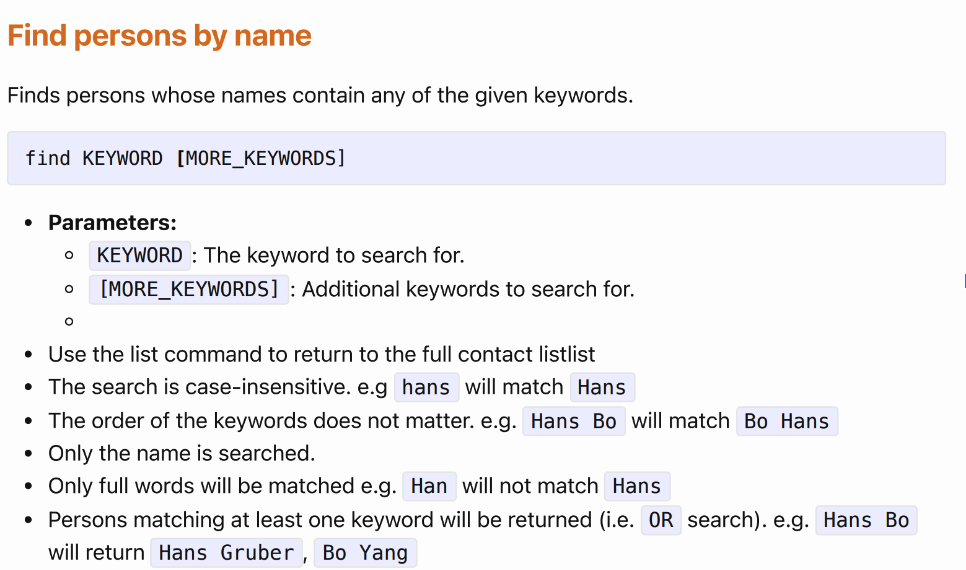 Find persons by name
Finds persons whose names contain any of the given keywords.
find KEYWORD [MORE_KEYWORDS]
Parameters:
KEYWORD: The keyword to search for.
[MORE_KEYWORDS]: Additional keywords to search for.
Use the list command to return to the full contact listlist
The search is case-insensitive. e.g hans will match Hans
The order of the keywords does not matter. e.g. Hans Bo will match Bo Hans
Only the name is searched.
Only full words will be matched e.g. Han will not match Hans
Persons matching at least one keyword will be returned (i.e. OR search). e.g. Hans Bo
will return Hans Gruber, Bo Yang